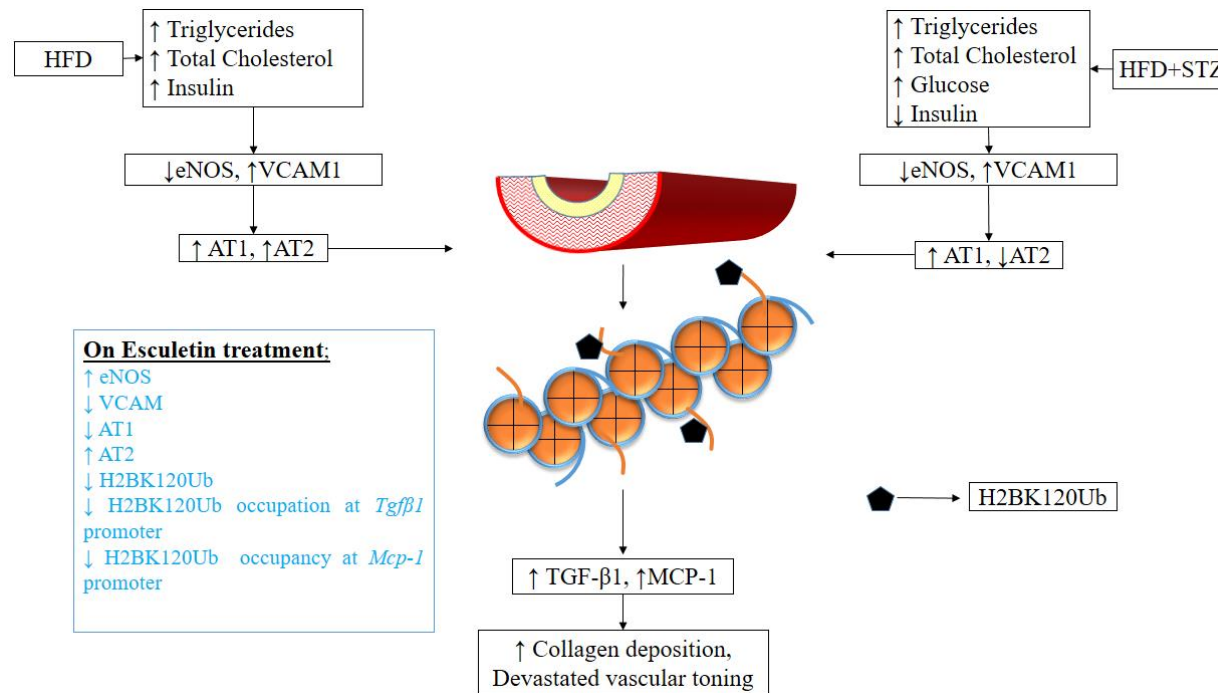 HFD
↑ Triglycerides
↑ Total Cholesterol
↑ Insulin
↓eNOS, ↑VCAM1
↑ AT1, ↑AT2
↑ Triglycerides
↑ Total Cholesterol
↑ Glucose
↓ Insulin
HFD+STZ
↓eNOS, ↑VCAM1
↑ AT1, ↓AT2
On Esculetin treatment:
↑ eNOS
↓ VCAM
↓ AT1
↑ AT2
↓ H2BK120Ub
↓ H2BK120Ub occupation at Tgfβ1
promoter
↓ H2BK120Ub occupancy at Mcp-1
promoter
H2BK120Ub
↑ TGF-β1, ↑MCP-1
↑ Collagen deposition,
Devastated vascular toning